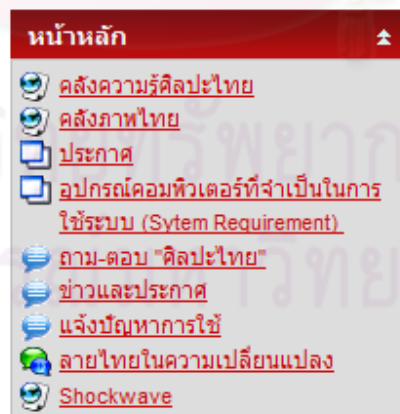 หน้าหลัก
คลังความรู้ศิลปะไทย
คลังภาพไทย
ประกาศ
อุปกรณ์คอมพิวเตอร์ที่จำเป็นในการ
ใช้ระบบ (Sytem Requirement)
ถาม-ตอบ "ศิลปะไทย"
ข่าวและประกาศ
แจ้งปัญหาการใช้
ลายไทยในความเปลี่ยนแปลง
Shockwave